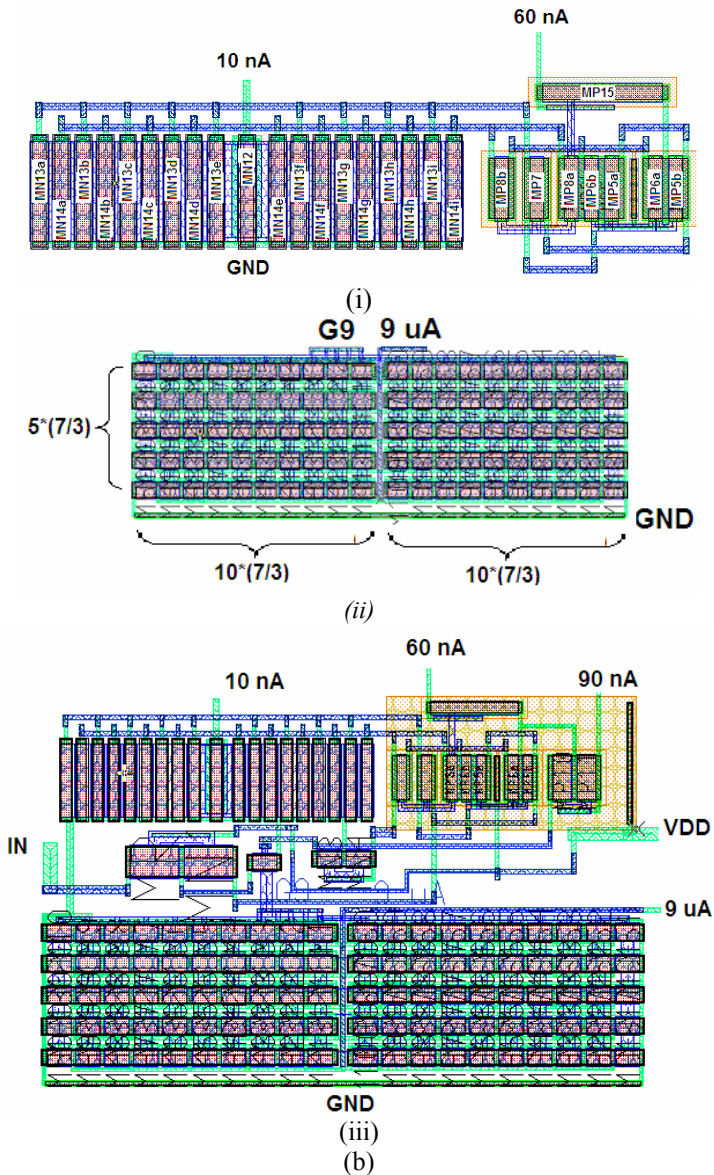 60 nA
10 nA
MP15
MN13a
MN14a
MN13b
MN14b
MN13c
MN14c
MN13d
MN14d
MN13e
MN12
MN14e
MN13f
MN14f
MN13g
MN14g
MN13h
MN14h
MN13i
MN14i
MP8b
MP7
MP8a
MP6b
MP5a
MP6a
MP5b
GND
(i)
G9 9 uA
5*(7/3)
GND
10*(7/3) 10*(7/3)
(ii)
60 nA
10 nA 90 nA
VDD
IN
9 uA
GND
(iii)
(b)